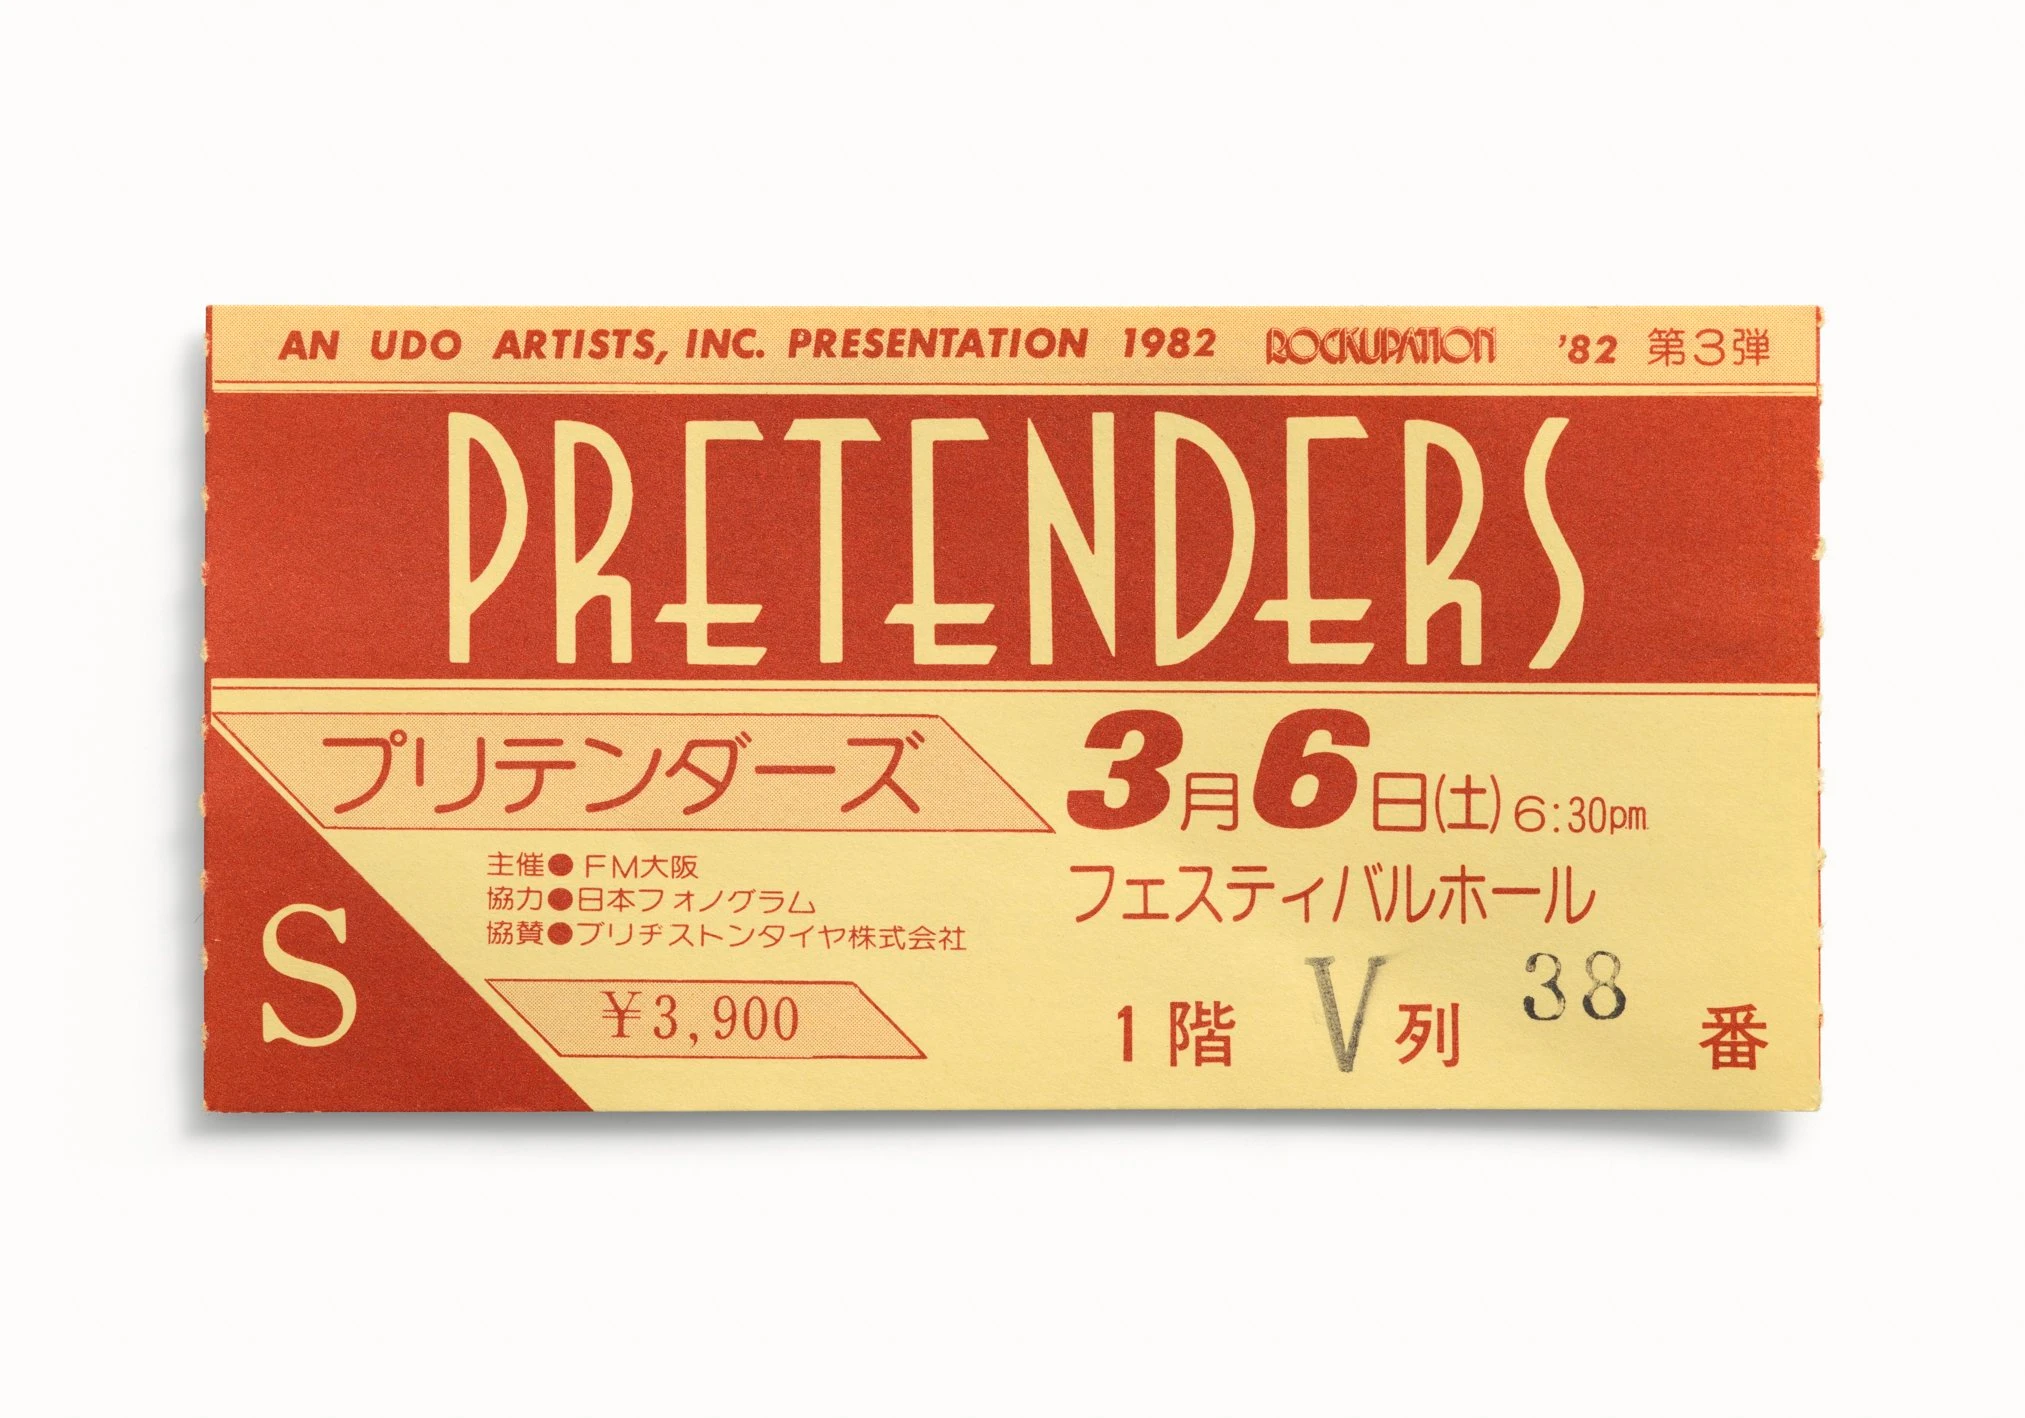 AN UDO ARTISTS, INC. PRESENTATION 1982 ROCKUPATION '82 第3弾
PRETENDERS
プリテンダーズ
3月6日(土) 6:30pm.
主催●FM大阪
協力●日本フォノグラム
協賛●ブリヂストンタイヤ株式会社
フェスティバルホール
S
¥3,900
1階 V列 38番